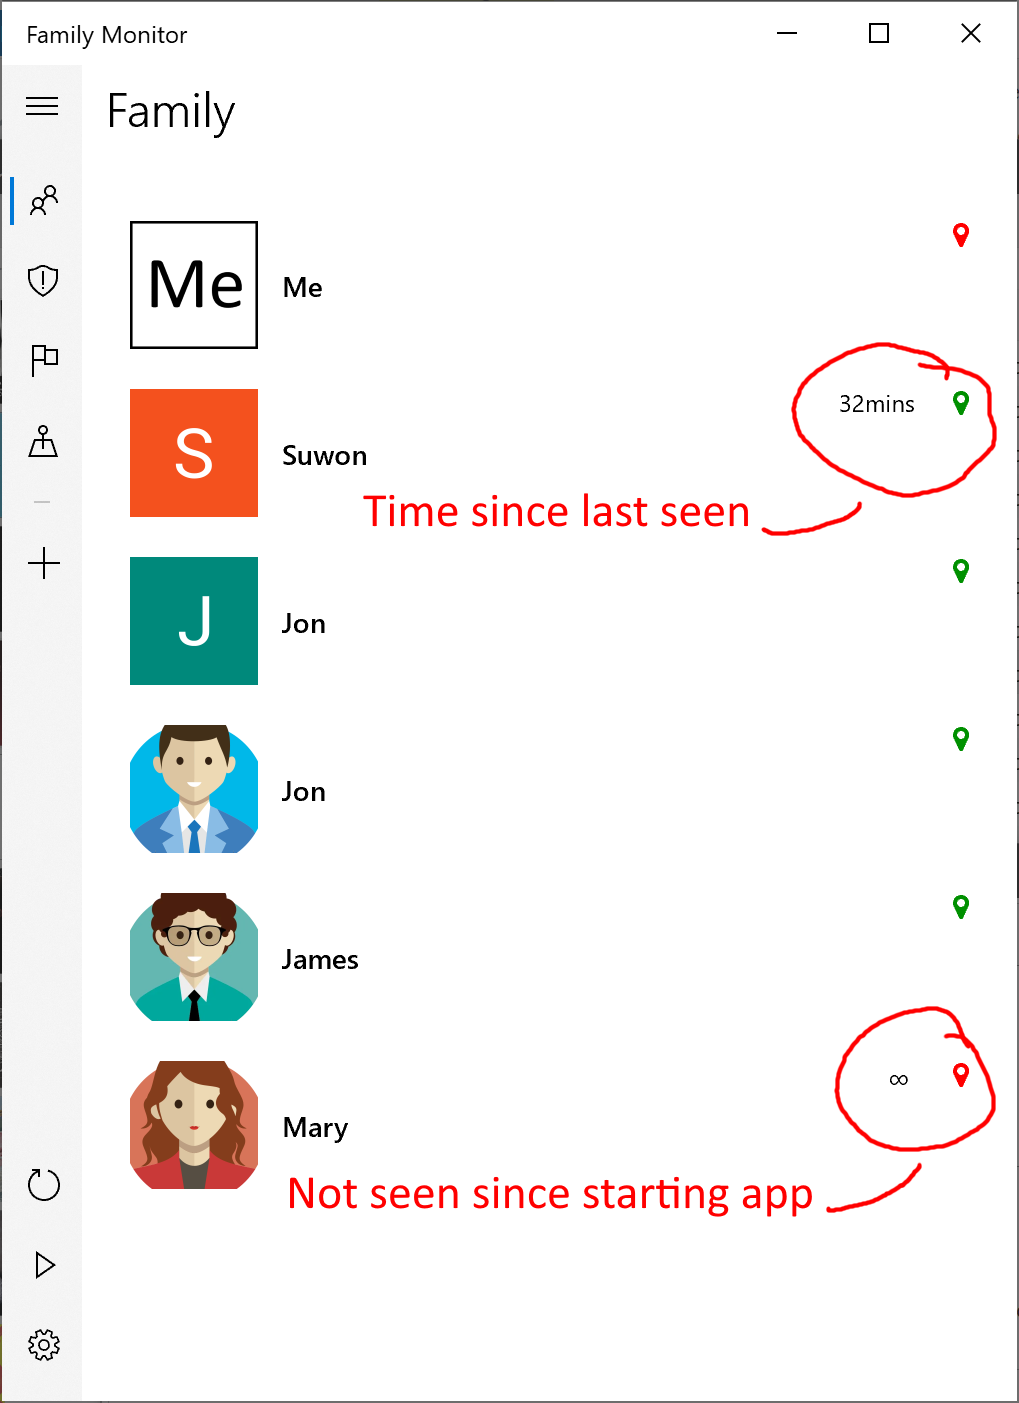 Family Monitor
Family
Me
Me
32mins
S
Suwon
Time since last seen
J
Jon
Jon
James
∞
Mary
Not seen since starting app